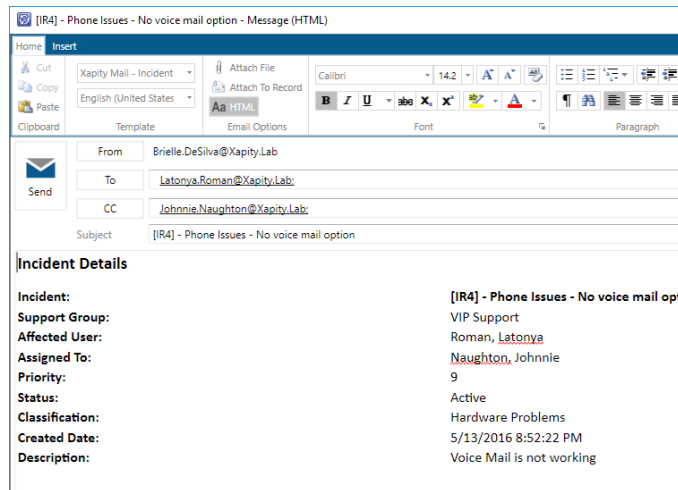 [IR4] - Phone Issues - No voice mail option - Message (HTML)
Home Insert
Cut
Copy
Paste
Clipboard
Xapity Mail - Incident
English (United States
Template
Attach File
Attach To Record
Aa HTML
Email Options
Calibri 14.2 A A
B I U abc X, X² A
Font
¶
Paragraph
Send
From Brielle.DeSilva@Xapity.Lab
To Latonya.Roman@Xapity.Lab;
CC Johnnie.Naughton@Xapity.Lab;
Subject [IR4] - Phone Issues - No voice mail option
Incident Details
Incident: [IR4] - Phone Issues - No voice mail op
Support Group: VIP Support
Affected User: Roman, Latonya
Assigned To: Naughton, Johnnie
Priority: 9
Status: Active
Classification: Hardware Problems
Created Date: 5/13/2016 8:52:22 PM
Description: Voice Mail is not working